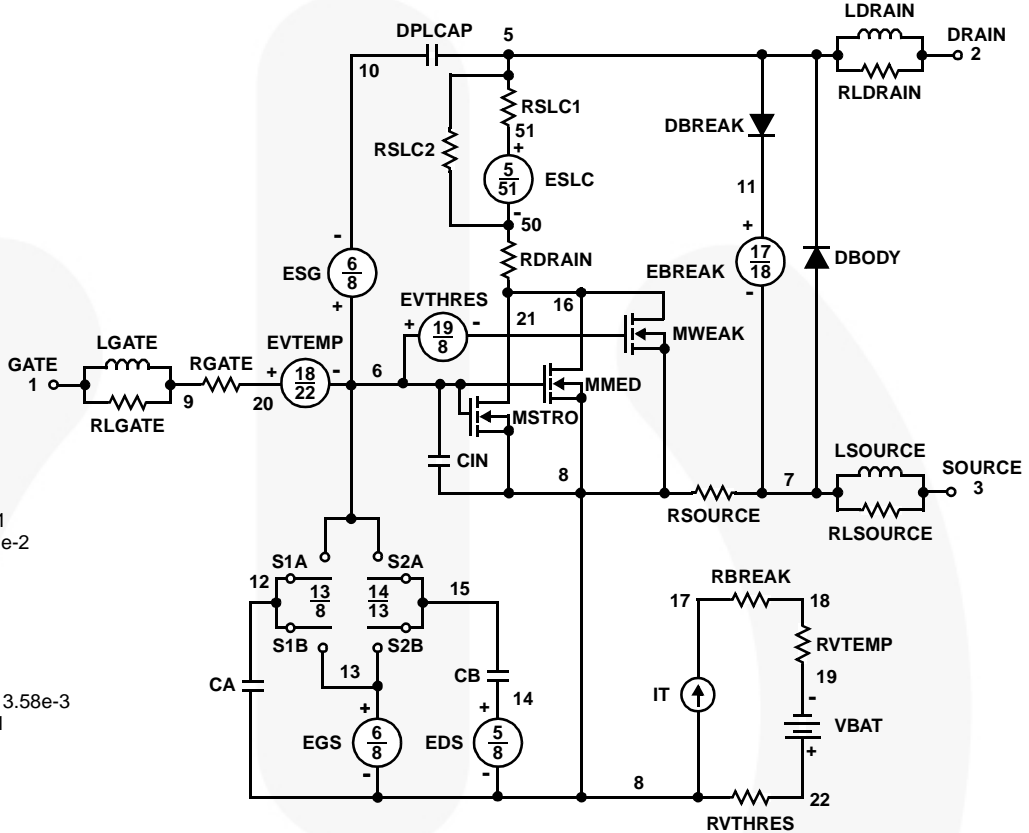 LDRAIN
DPLCAP
5
DRAIN
2
10
RLDRAIN
RSLC1
51
+
DBREAK
RSLC2
5
51
ESLC
-
50
11
-
+
ESG
6
8
+
RDRAIN
EBREAK
17
18
-
DBODY
EVTHRES
16
21
+
19
8
-
MWEAK
LGATE
EVTEMP
GATE
1
RGATE
+
18
22
-
6
MMED
9
20
RLGATE
MSTRO
LSOURCE
CIN
8
7
SOURCE
3
RSOURCE
RLSOURCE
e-2
S1A
S2A
12
13
8
14
13
15
RBREAK
17
18
S1B
S2B
RVTEMP
13
CB
19
CA
14
IT
-
3.58e-3
+
+
VBAT
EGS
6
8
EDS
5
8
+
-
-
8
22
RVTHRES